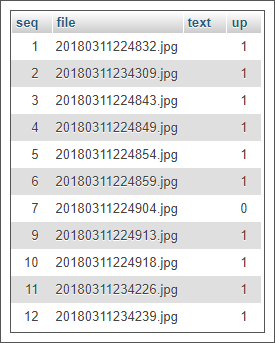 seq file text up
1 20180311224832.jpg 1
2 20180311234309.jpg 1
3 20180311224843.jpg 1
4 20180311224849.jpg 1
5 20180311224854.jpg 1
6 20180311224859.jpg 1
7 20180311224904.jpg 0
9 20180311224913.jpg 1
10 20180311224918.jpg 1
11 20180311234226.jpg 1
12 20180311234239.jpg 1